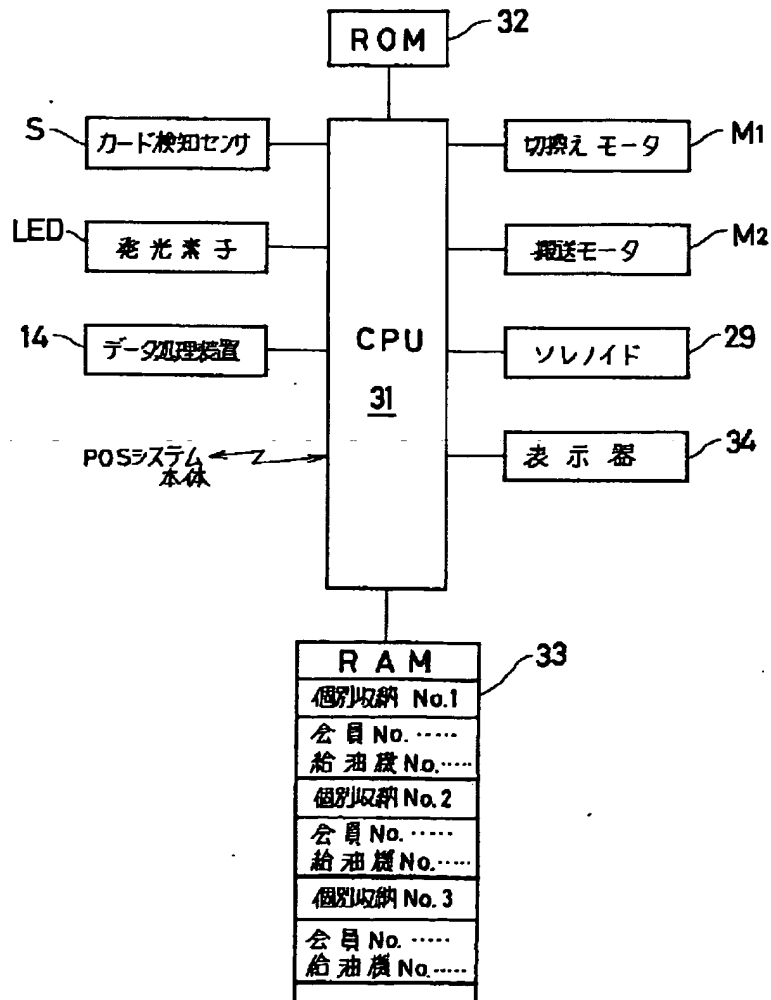 ROM 32
S カード検知センサ
切換えモータ M1
LED 発光素子
搬送モータ M2
14 データ処理装置
CPU
31
ソレノイド 29
POSシステム
本体
表示器 34
RAM 33
個別収納 No.1
会員 No. ……
給油機 No. ……
個別収納 No.2
会員 No. ……
給油機 No. ……
個別収納 No.3
会員 No. ……
給油機 No. ……